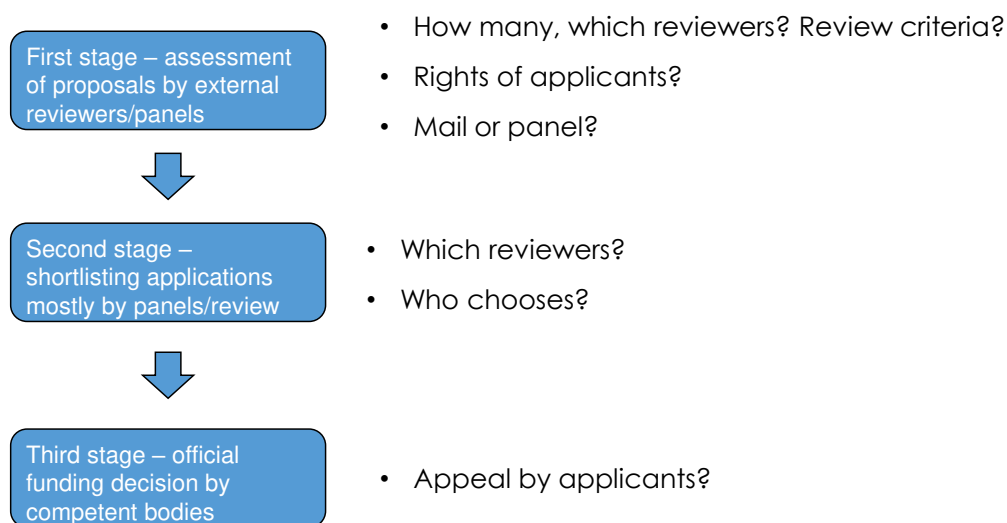 First stage – assessment
of proposals by external
reviewers/panels
• How many, which reviewers? Review criteria?
• Rights of applicants?
• Mail or panel?
Second stage –
shortlisting applications
mostly by panels/review
• Which reviewers?
• Who chooses?
Third stage – official
funding decision by
competent bodies
• Appeal by applicants?